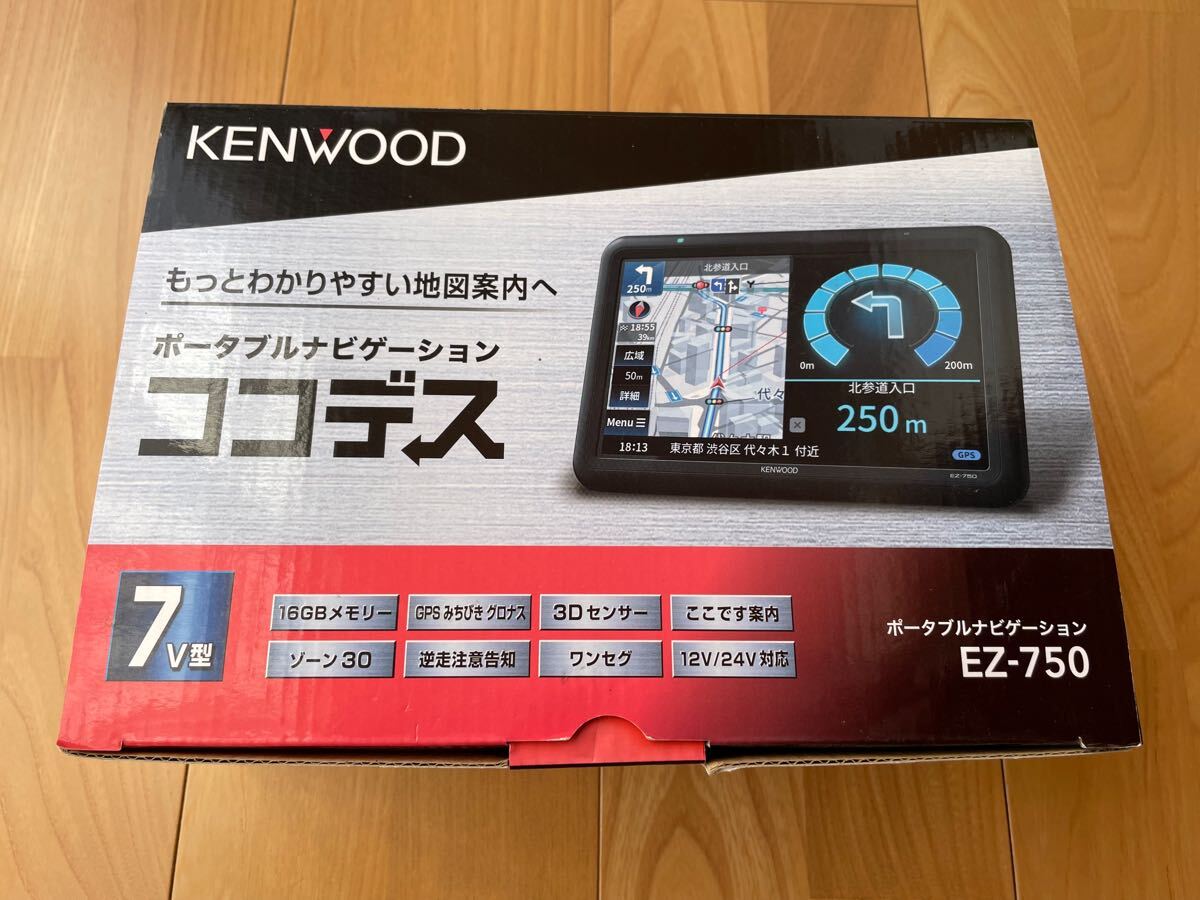 KENWOOD
もっとわかりやすい地図案内へ
ポータブルナビゲーション
ココデス
250m
北参道入口
18:55
39km
広域
50m
詳細
Menu
18:13
東京都 渋谷区 代々木1 付近
代々
0m
200m
北参道入口
250m
GPS
KENWOOD
EZ-750
7V型
16GBメモリー
GPS みちびき グロナス
3Dセンサー
ここです案内
ゾーン30
逆走注意告知
ワンセグ
12V/24V対応
ポータブルナビゲーション
EZ-750